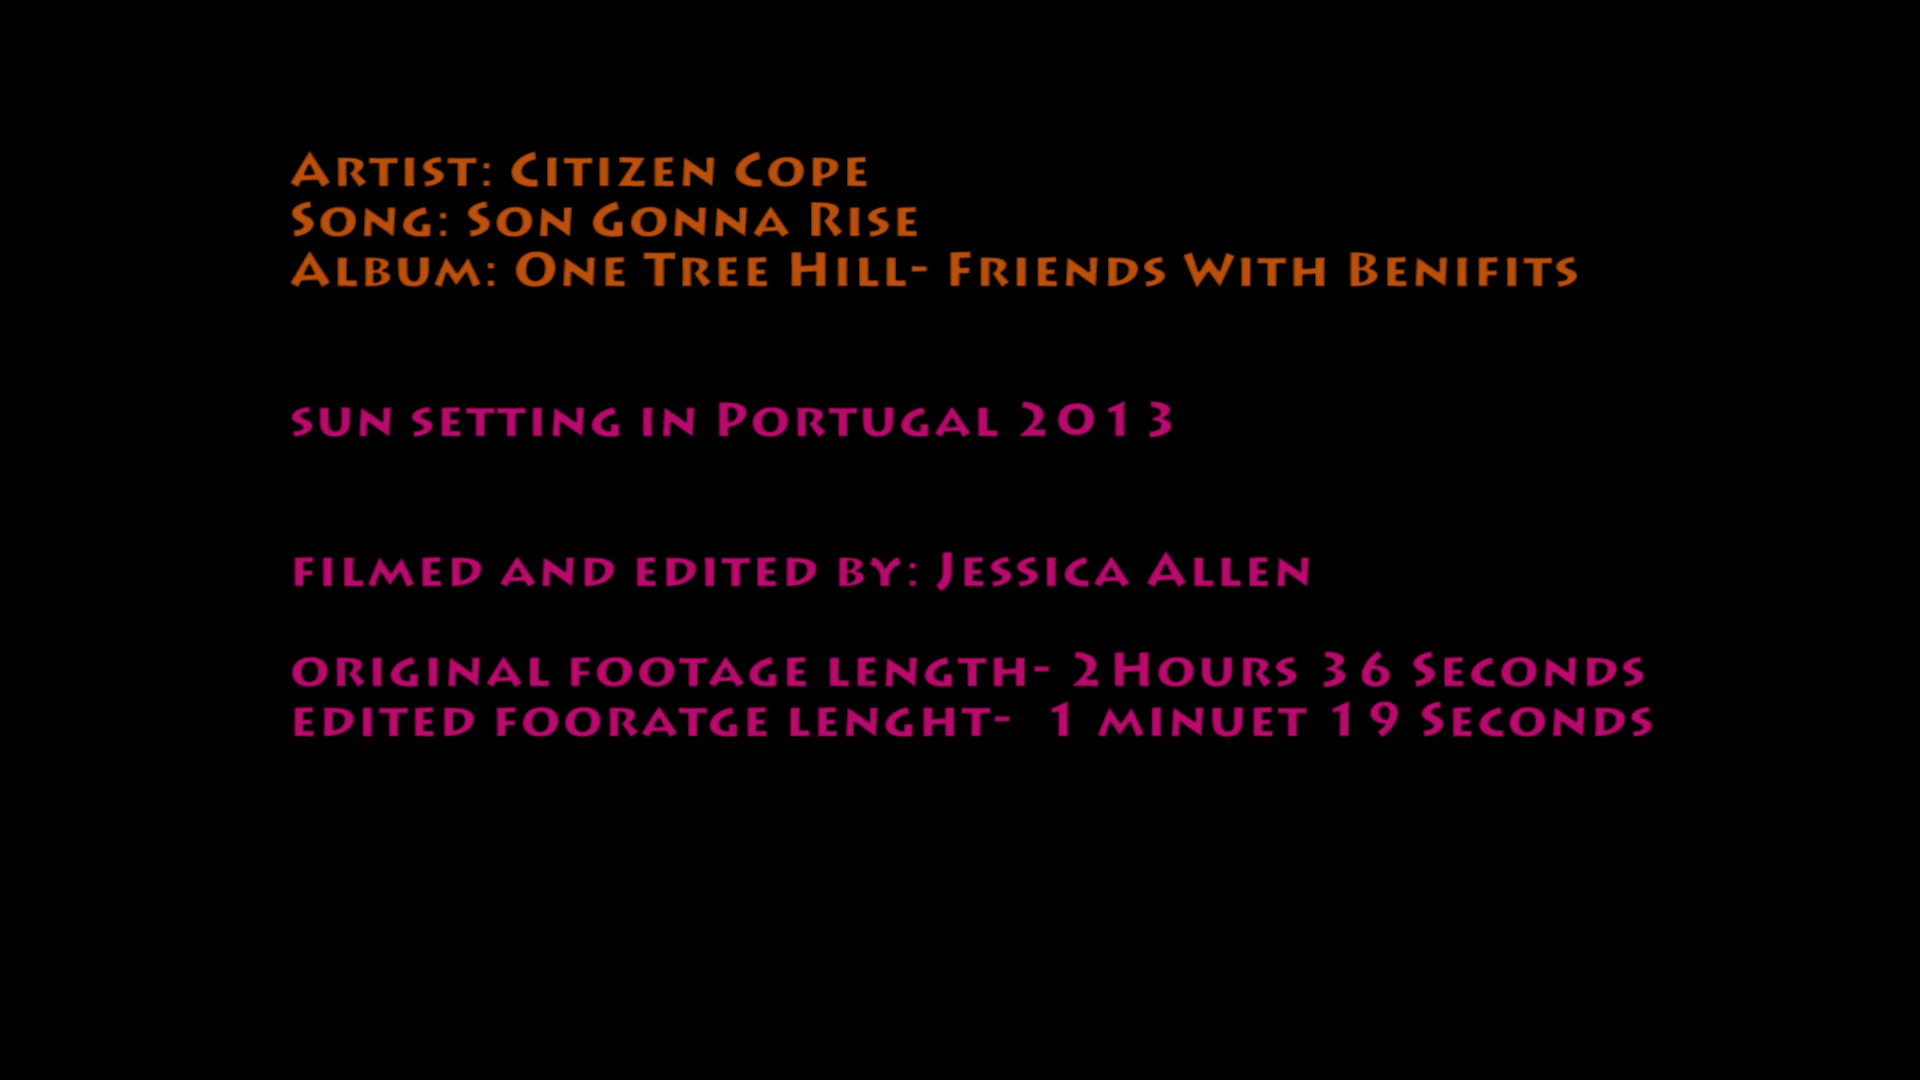 Artist: Citizen Cope
Song: Son Gonna Rise
Album: One Tree Hill- Friends With Benifits
sun setting in Portugal 2013
filmed and edited by: Jessica Allen
original footage length- 2Hours 36 Seconds
edited fooratge lenght- 1 minuet 19 Seconds